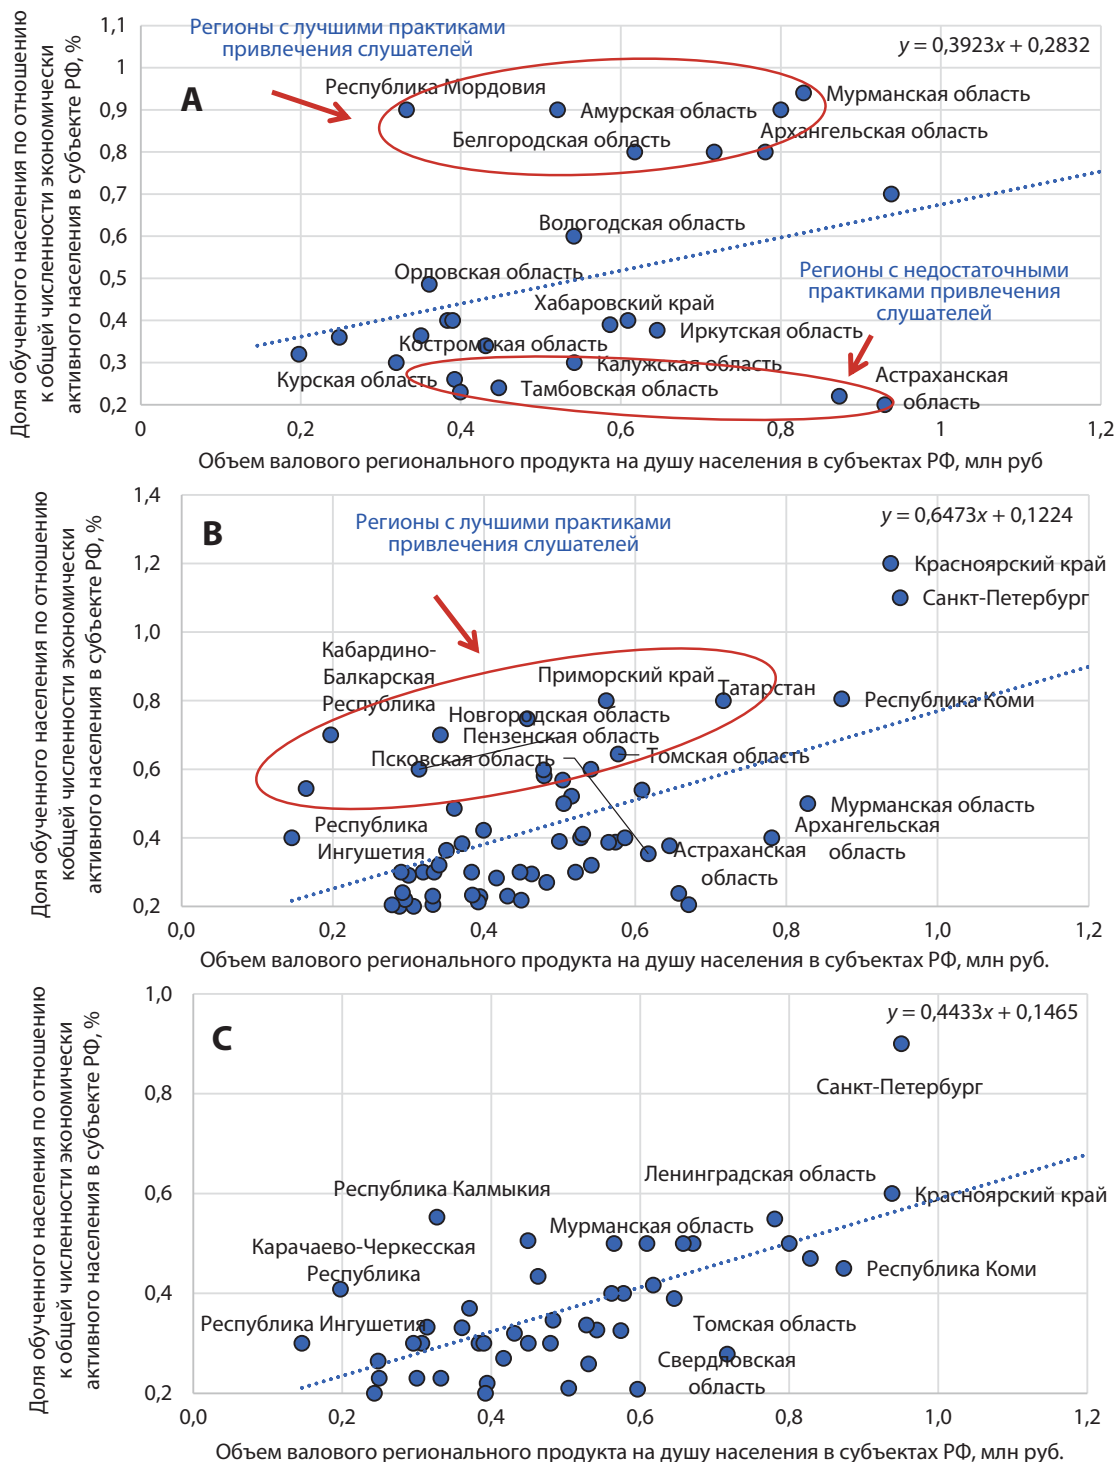 Доля обученного населения по отношению
к общей численности экономически
активного населения в субъекте РФ, %
1,1
1
0,9
0,8
0,7
0,6
0,5
0,4
0,3
0,2
A
Регионы с лучшими практиками
привлечения слушателей
y = 0,3923x + 0,2832
Республика Мордовия
Мурманская область
Амурская область
Белгородская область
Архангельская область
Вологодская область
Орловская область
Регионы с недостаточными
практиками привлечения
слушателей
Хабаровский край
Костромская область
Иркутская область
Калужская область
Курская область
Тамбовская область
Астраханская
область
0
0,2
0,4
0,6
0,8
1
1,2
Объем валового регионального продукта на душу населения в субъектах РФ, млн руб
Доля обученного населения по отношению
кобщей численности экономически
активного населения в субъекте РФ, %
1,4
1,2
1,0
0,8
0,6
0,4
0,2
B
Регионы с лучшими практиками
привлечения слушателей
y = 0,6473x + 0,1224
Красноярский край
Санкт-Петербург
Кабардино-
Балкарская
Республика
Приморский край
Татарстан
Республика Коми
Новгородская область
Пензенская область
Псковская область
Томская область
Республика
Ингушетия
Мурманская область
Архангельская
область
Астраханская
область
0,0
0,2
0,4
0,6
0,8
1,0
1,2
Объем валового регионального продукта на душу населения в субъектах РФ, млн руб.
Доля обученного населения по отношению
к общей численности экономически
активного населения в субъекте РФ, %
1,0
0,8
0,6
0,4
0,2
C
y = 0,4433x + 0,1465
Санкт-Петербург
Ленинградская область
Красноярский край
Республика Калмыкия
Мурманская область
Карачаево-Черкесская
Республика
Республика Коми
Республика Ингушетия
Томская область
Свердловская
область
0,0
0,2
0,4
0,6
0,8
1,0
1,2
Объем валового регионального продукта на душу населения в субъектах РФ, млн руб.